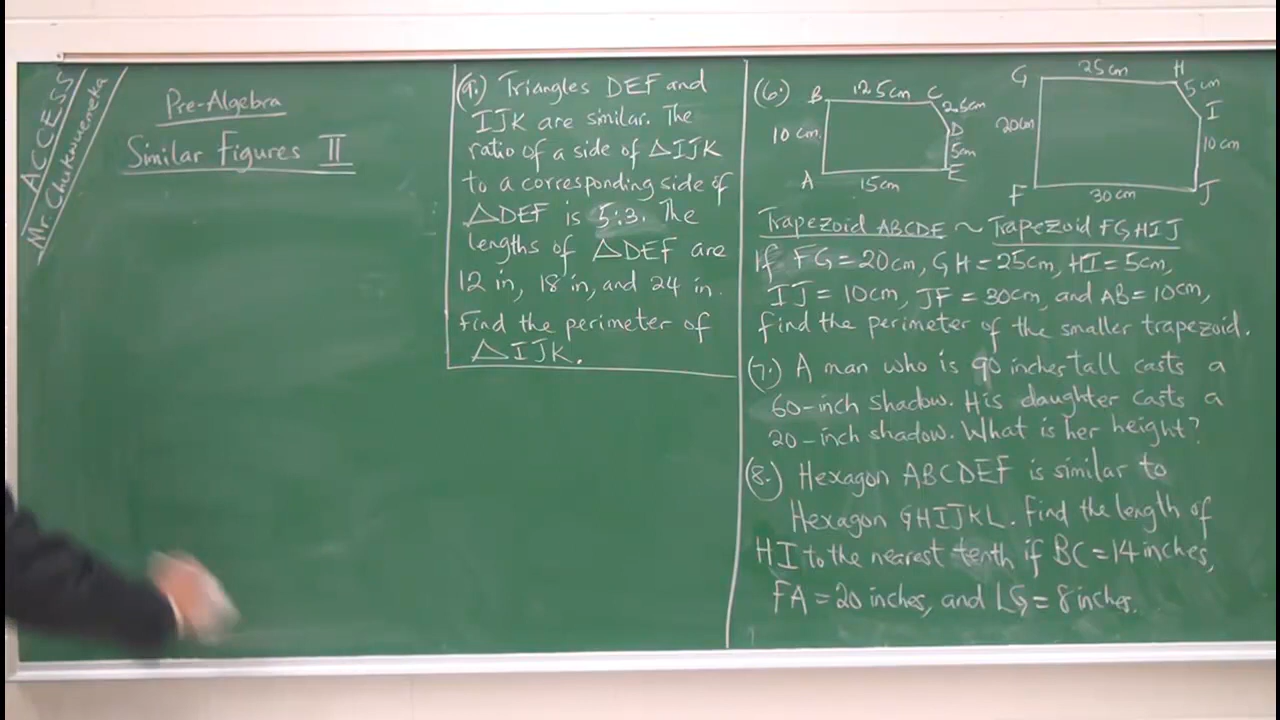 ACCESS
Mr. Chukwuemeka
Pre-Algebra
Similar Figures II
(9.) Triangles DEF and
IJK are similar. The
ratio of a side of △IJK
to a corresponding side of
△DEF is 5:3. The
lengths of △DEF are
12 in, 18 in, and 24 in.
Find the perimeter of
△IJK.
(6.)
B 12.5cm C
2.5cm
10 cm
D
5cm
A 15cm E
G 25cm H
5cm
20cm
I
10cm
F 30cm J
Trapezoid ABCDE ~ Trapezoid FGHIJ
If FG = 20cm, GH = 25cm, HI = 5cm,
IJ = 10cm, JF = 30cm, and AB = 10cm,
find the perimeter of the smaller trapezoid.
(7.) A man who is 90 inches tall casts a
60-inch shadow. His daughter casts a
20-inch shadow. What is her height?
(8.) Hexagon ABCDEF is similar to
Hexagon GHIJKL. Find the length of
HI to the nearest tenth if BC = 14 inches,
FA = 20 inches, and LG = 8 inches.